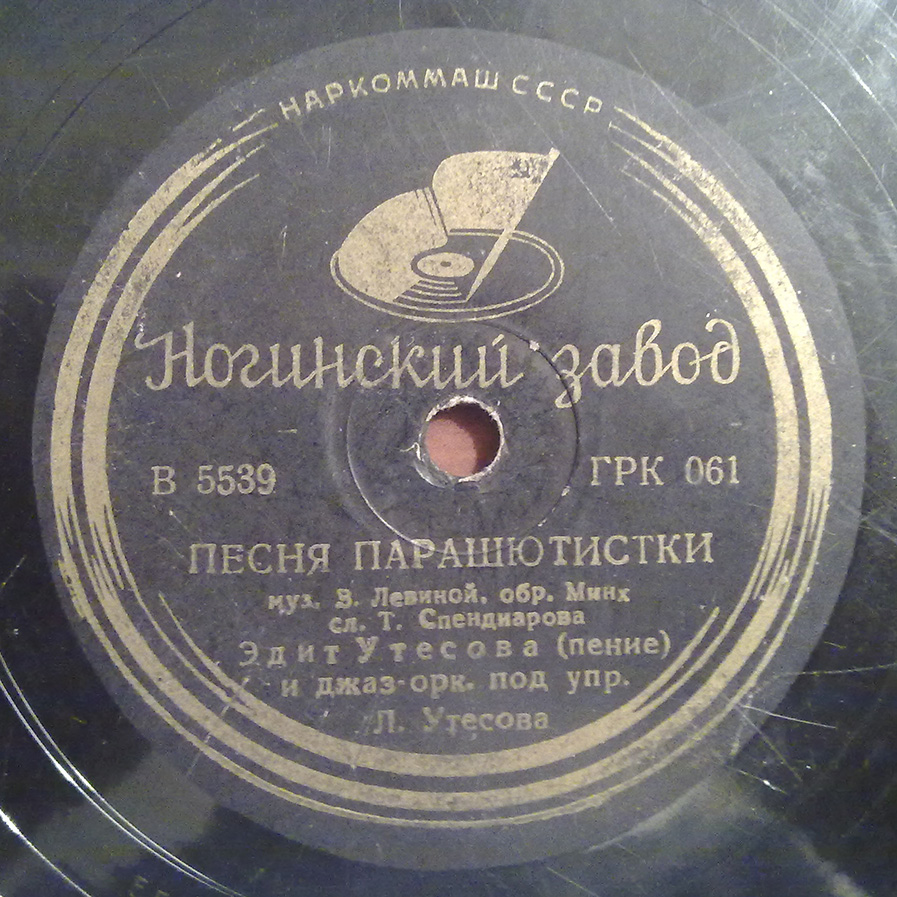 НАРКОММАШ СССР
Ногинский завод
В 5539 ГРК 061
ПЕСНЯ ПАРАШЮТИСТКИ
муз. З. Левиной, обр. Минх
сл. Т. Спендиарова
Эдит Утесова (пение)
и джаз-орк. под упр.
Л. Утесова